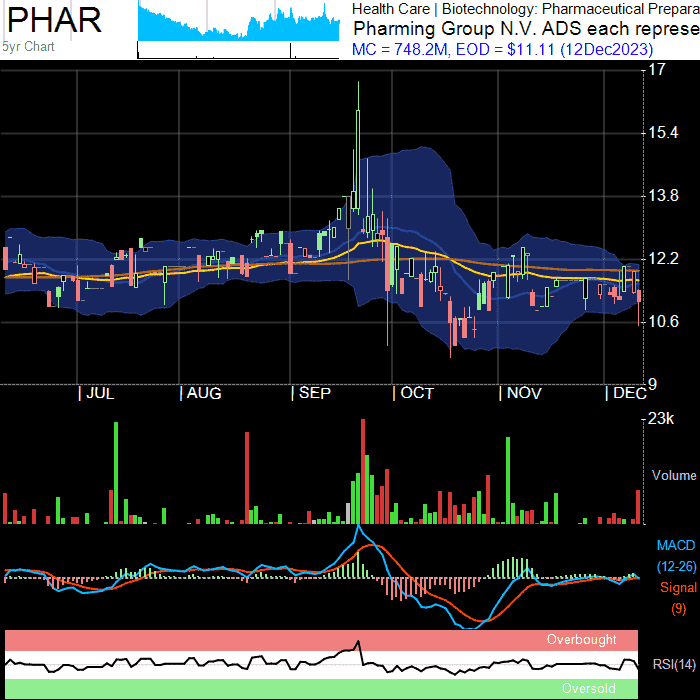 PHAR
5yr Chart
Health Care | Biotechnology: Pharmaceutical Prepara
Pharming Group N.V. ADS each represe
MC = 748.2M, EOD = $11.11 (12Dec2023)
17
15.4
13.8
12.2
10.6
9
| JUL | AUG | SEP | OCT | NOV | DEC
23k
Volume
MACD
(12-26)
Signal
(9)
Overbought
RSI(14)
Oversold